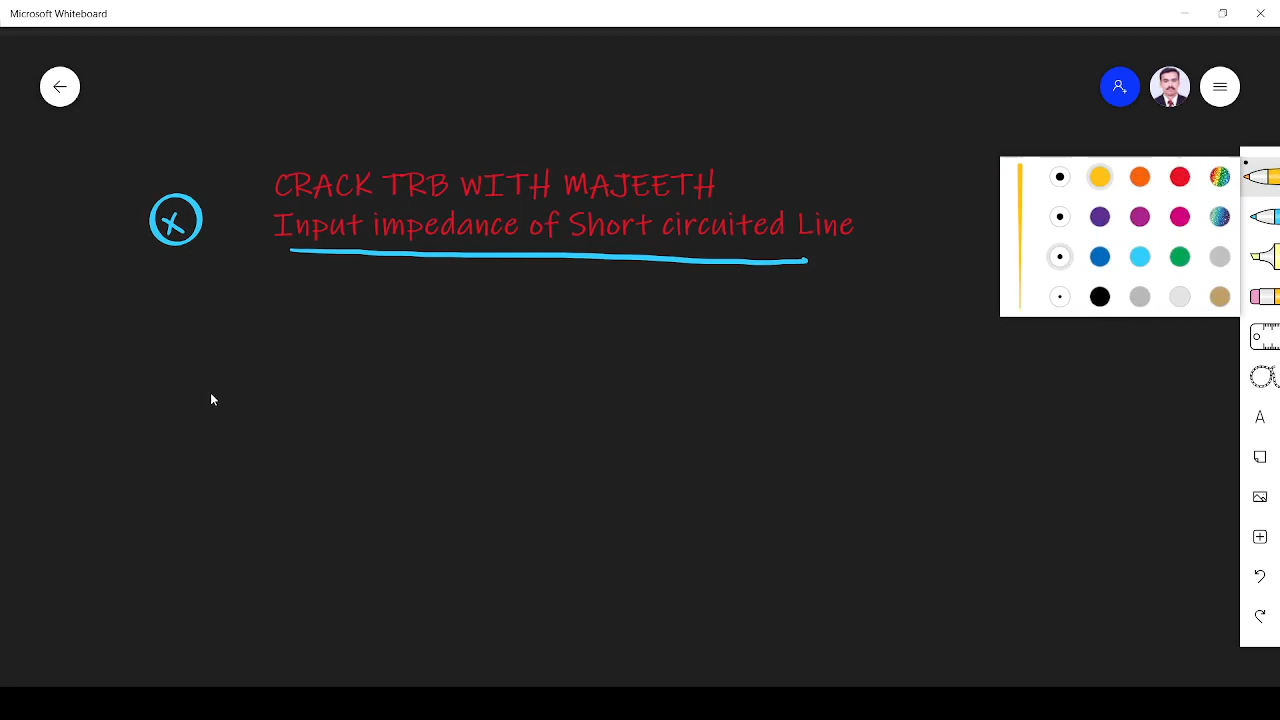 Microsoft Whiteboard
CRACK TRB WITH MAJEETH
X
Input impedance of Short circuited Line
A